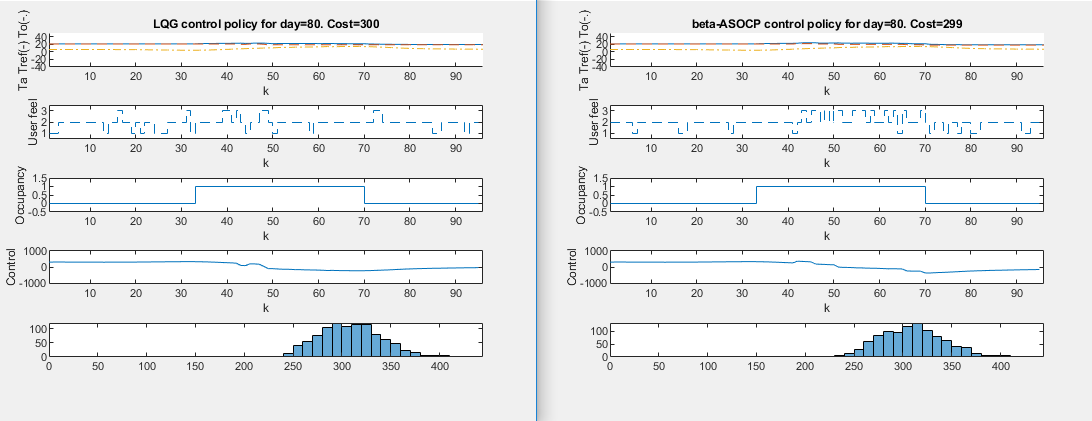 LQG control policy for day=80. Cost=300
Ta Tref(-) To(-.)
40
20
0
-20
-40
10 20 30 40 50 60 70 80 90
k
User feel
3
2
1
10 20 30 40 50 60 70 80 90
k
Occupancy
1.5
1
0.5
0
-0.5
10 20 30 40 50 60 70 80 90
k
Control
1000
0
-1000
10 20 30 40 50 60 70 80 90
k
100
50
0
0 50 100 150 200 250 300 350 400
beta-ASOCP control policy for day=80. Cost=299
Ta Tref(-) To(-.)
40
20
0
-20
-40
10 20 30 40 50 60 70 80 90
k
User feel
3
2
1
10 20 30 40 50 60 70 80 90
k
Occupancy
1.5
1
0.5
0
-0.5
10 20 30 40 50 60 70 80 90
k
Control
1000
0
-1000
10 20 30 40 50 60 70 80 90
k
100
50
0
0 50 100 150 200 250 300 350 400